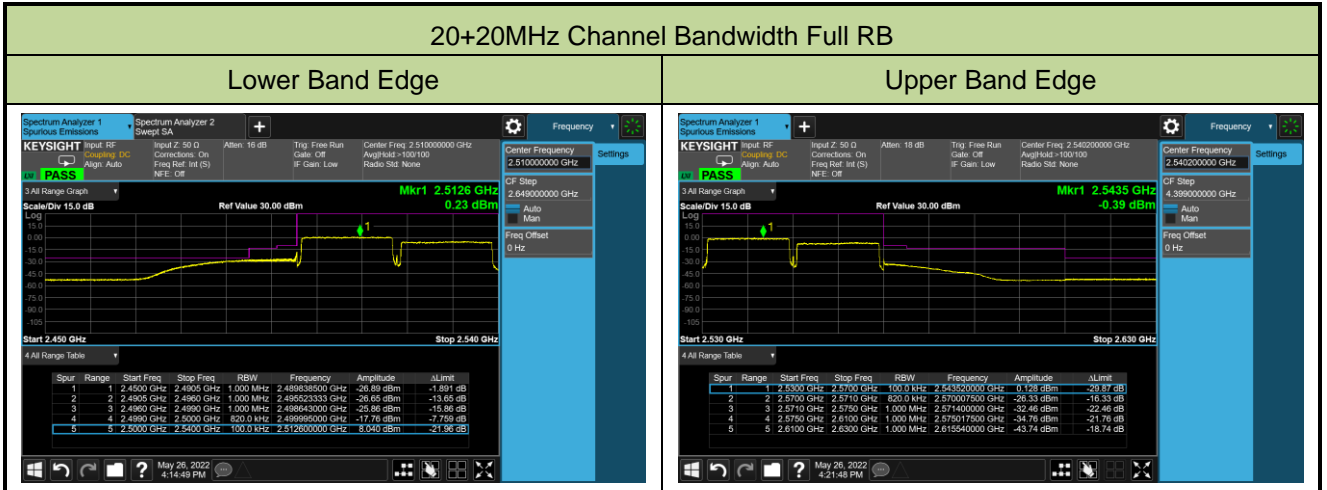 20+20MHz Channel Bandwidth Full RB
Lower Band Edge
Upper Band Edge
Spectrum Analyzer 1
Spurious Emissions
Spectrum Analyzer 2
Swept SA
+
Frequency
KEYSIGHT
Input: RF
Coupling: DC
Align: Auto
Input Z: 50 Ω
Corrections: On
Freq Ref: Int (S)
NFE: Off
Atten: 16 dB
Trig: Free Run
Gate: Off
IF Gain: Low
Center Freq: 2.510000000 GHz
Avg|Hold:>100/100
Radio Std: None
PASS
Center Frequency
2.510000000 GHz
Settings
CF Step
2.649000000 GHz
Auto
Man
Freq Offset
0 Hz
3 All Range Graph
Mkr1 2.5126 GHz
Scale/Div 15.0 dB
Ref Value 30.00 dBm
0.23 dBm
Log
15.0
0.00
-15.0
-30.0
-45.0
-60.0
-75.0
-90.0
-105
1
Start 2.450 GHz
Stop 2.540 GHz
4 All Range Table
Spur Range Start Freq Stop Freq RBW Frequency Amplitude ΔLimit
1 1 2.4500 GHz 2.4905 GHz 1.000 MHz 2.489838500 GHz -26.89 dBm -1.891 dB
2 2 2.4905 GHz 2.4960 GHz 1.000 MHz 2.495523333 GHz -26.65 dBm -13.65 dB
3 3 2.4960 GHz 2.4990 GHz 1.000 MHz 2.498643000 GHz -25.86 dBm -15.86 dB
4 4 2.4990 GHz 2.5000 GHz 820.0 kHz 2.499995000 GHz -17.76 dBm -7.759 dB
5 5 2.5000 GHz 2.5400 GHz 100.0 kHz 2.512600000 GHz 8.040 dBm -21.96 dB
?
May 26, 2022
4:14:49 PM
Spectrum Analyzer 1
Spurious Emissions
+
Frequency
KEYSIGHT
Input: RF
Coupling: DC
Align: Auto
Input Z: 50 Ω
Corrections: On
Freq Ref: Int (S)
NFE: Off
Atten: 18 dB
Trig: Free Run
Gate: Off
IF Gain: Low
Center Freq: 2.540200000 GHz
Avg|Hold:>100/100
Radio Std: None
PASS
Center Frequency
2.540200000 GHz
Settings
CF Step
4.399000000 GHz
Auto
Man
Freq Offset
0 Hz
3 All Range Graph
Mkr1 2.5435 GHz
Scale/Div 15.0 dB
Ref Value 30.00 dBm
-0.39 dBm
Log
15.0
0.00
-15.0
-30.0
-45.0
-60.0
-75.0
-90.0
-105
1
Start 2.530 GHz
Stop 2.630 GHz
4 All Range Table
Spur Range Start Freq Stop Freq RBW Frequency Amplitude ΔLimit
1 1 2.5300 GHz 2.5700 GHz 100.0 kHz 2.543520000 GHz 0.128 dBm -29.87 dB
2 2 2.5700 GHz 2.5710 GHz 820.0 kHz 2.570007500 GHz -26.33 dBm -16.33 dB
3 3 2.5710 GHz 2.5750 GHz 1.000 MHz 2.571400000 GHz -32.46 dBm -22.46 dB
4 4 2.5750 GHz 2.6100 GHz 1.000 MHz 2.575017500 GHz -34.76 dBm -21.76 dB
5 5 2.6100 GHz 2.6300 GHz 1.000 MHz 2.615540000 GHz -43.74 dBm -18.74 dB
?
May 26, 2022
4:21:48 PM